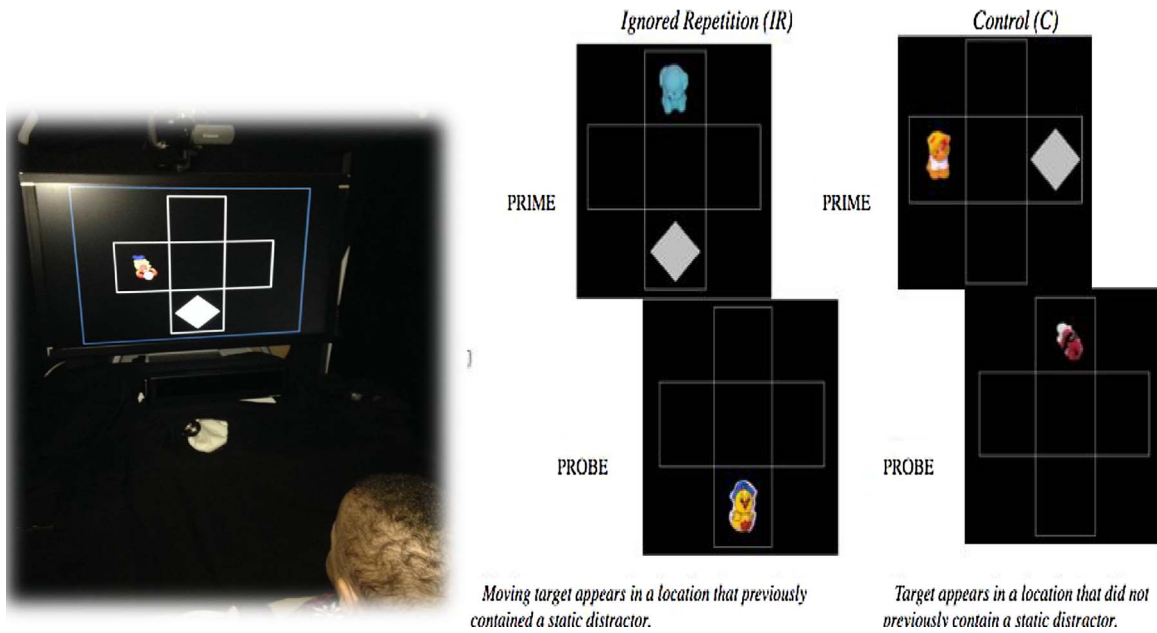 Ignored Repetition (IR)
Control (C)
PRIME
PRIME
PROBE
PROBE
Moving target appears in a location that previously
contained a static distractor.
Target appears in a location that did not
previously contain a static distractor.